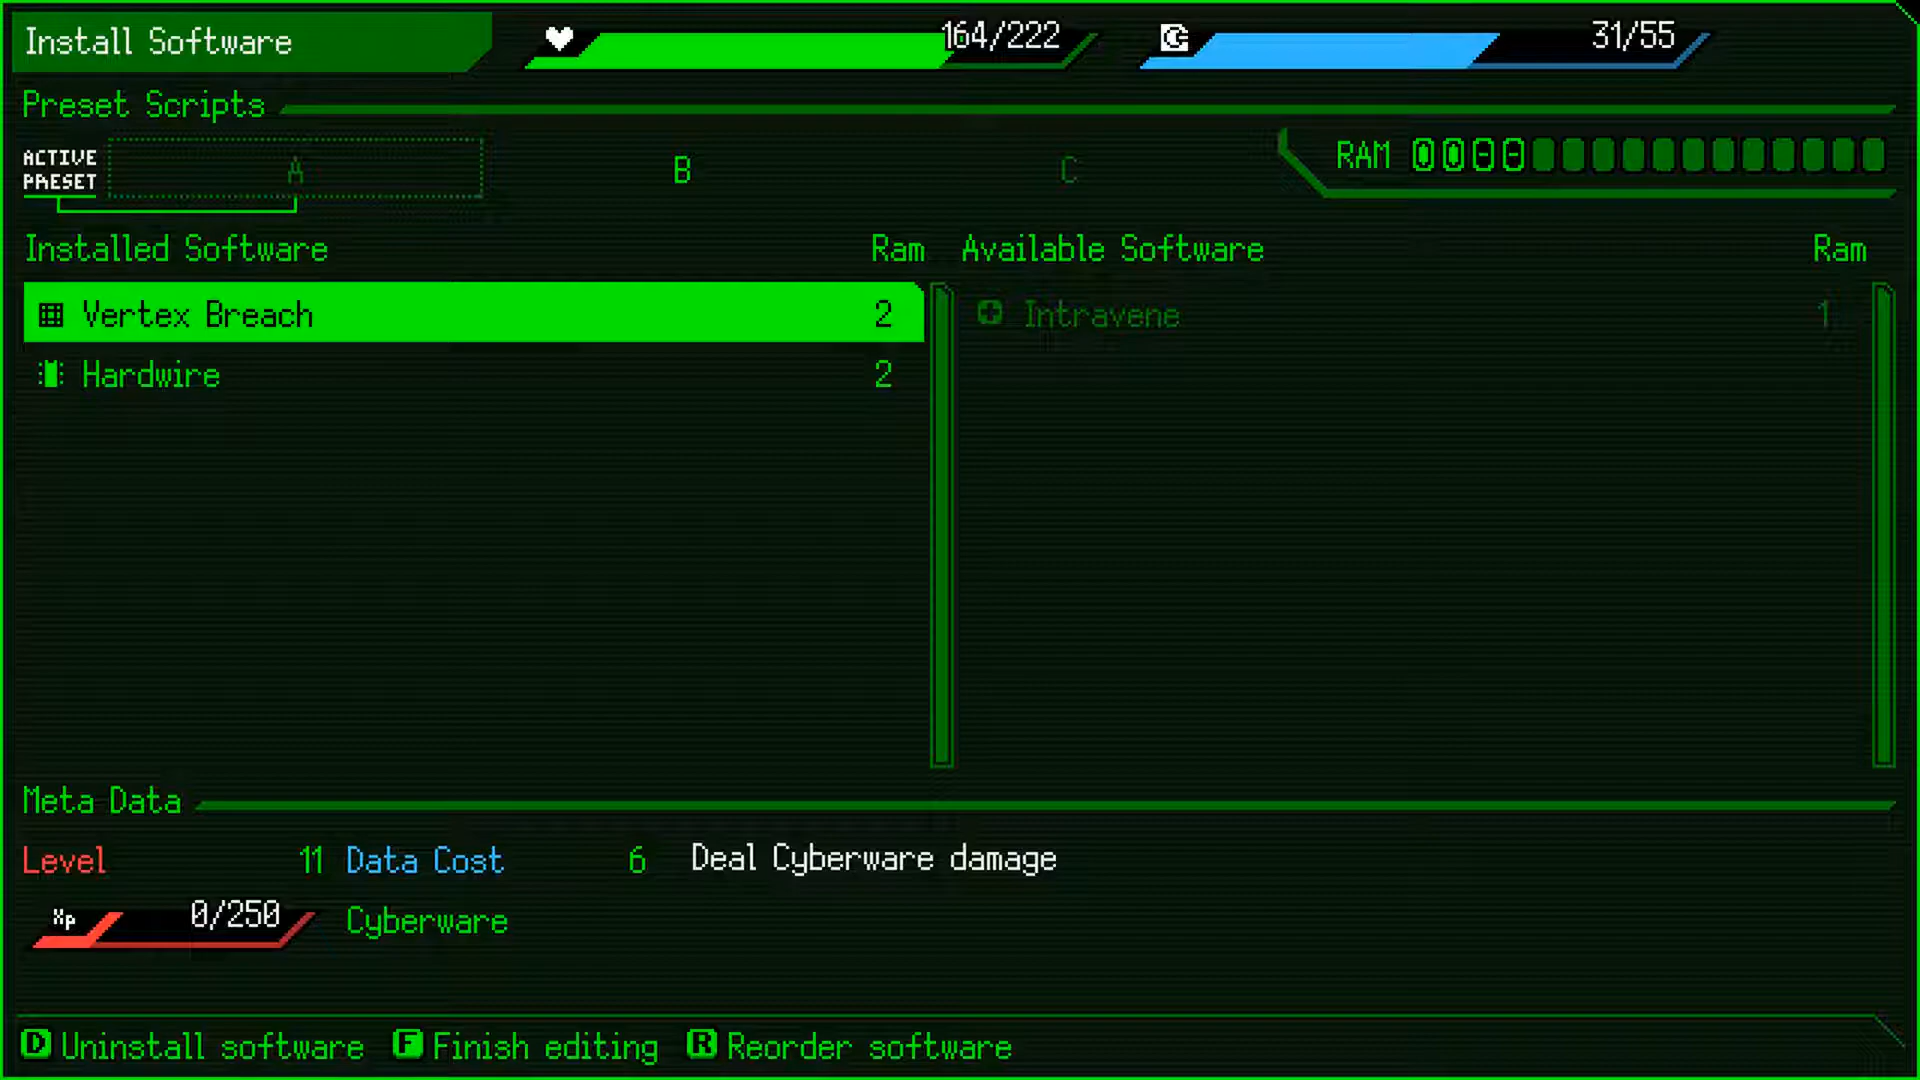 Install Software
164/222
31/55
Preset Scripts
ACTIVE PRESET
A
B
C
RAM
Installed Software Ram
Available Software Ram
Vertex Breach 2
Intravene 1
Hardwire 2
Meta Data
Level 11
Data Cost 6
Deal Cyberware damage
Xp 0/250
Cyberware
D Uninstall software
F Finish editing
R Reorder software